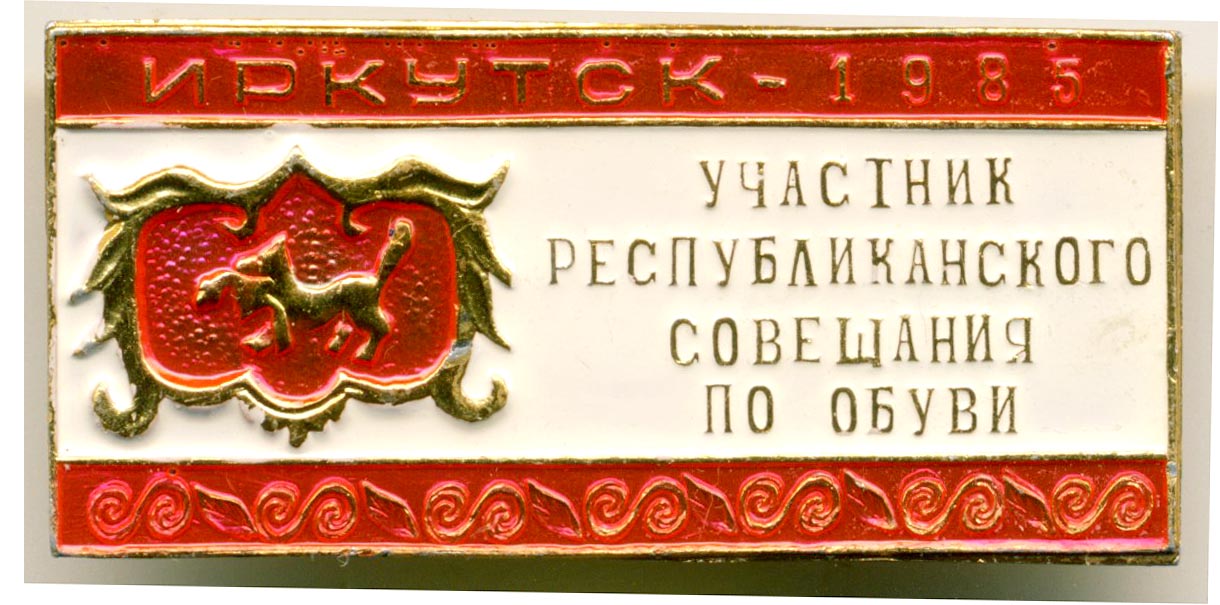 ИРКУТСК - 1985
УЧАСТНИК
РЕСПУБЛИКАНСКОГО
СОВЕЩАНИЯ
ПО ОБУВИ